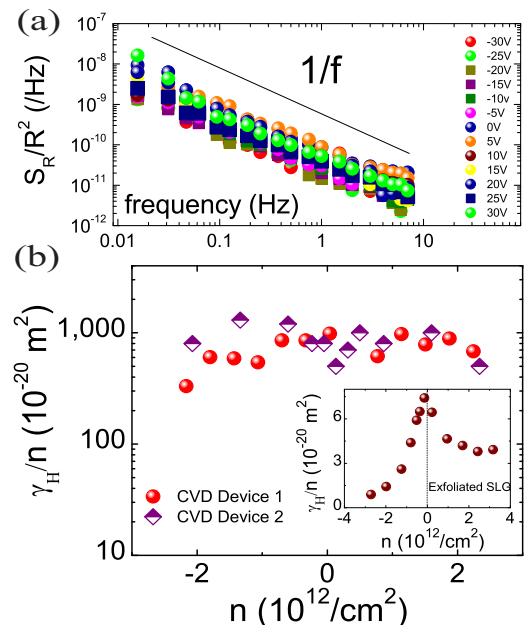 (a)
10^-7
10^-8
10^-9
10^-10
10^-11
10^-12
S_R/R^2 (/Hz)
1/f
frequency (Hz)
0.01 0.1 1 10 100
-30V
-25V
-20V
-15V
-10v
-5V
0V
5V
10V
15V
20V
25V
30V
(b)
1,000
100
10
γ_H/n (10^-20 m^2)
CVD Device 1
CVD Device 2
-2 0 2
n (10^12/cm^2)
6
3
0
γ_H/n (10^-20 m^2)
Exfoliated SLG
-4 -2 0 2 4
n (10^12/cm^2)